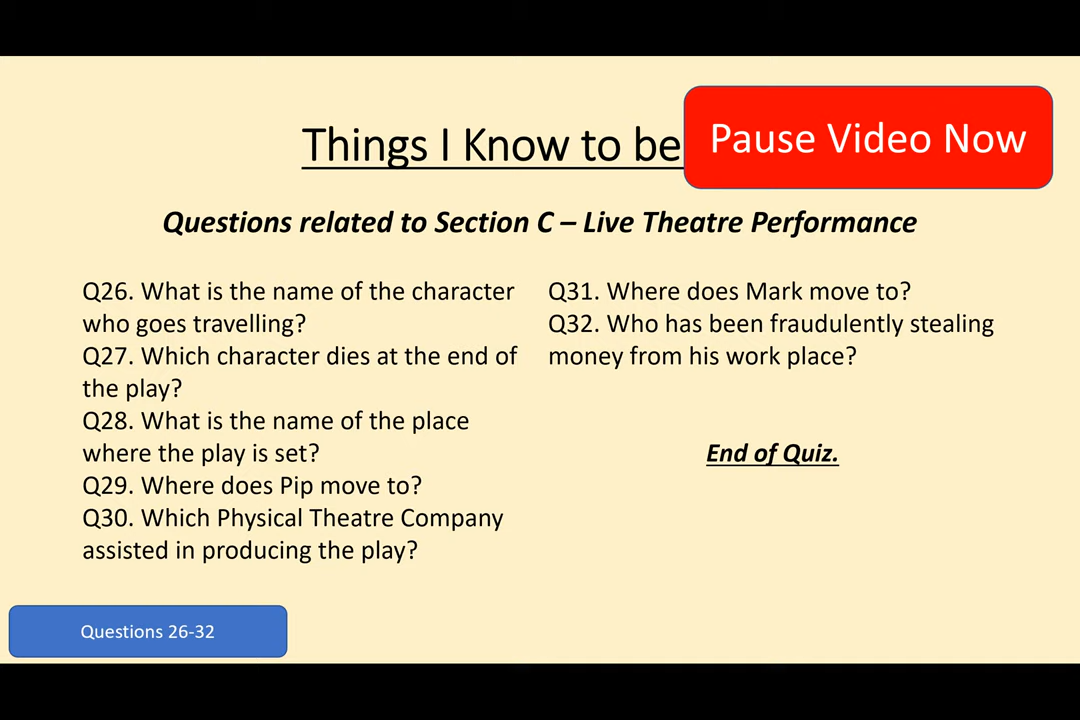 Things I Know to be
Pause Video Now
Questions related to Section C – Live Theatre Performance
Q26. What is the name of the character
who goes travelling?
Q27. Which character dies at the end of
the play?
Q28. What is the name of the place
where the play is set?
Q29. Where does Pip move to?
Q30. Which Physical Theatre Company
assisted in producing the play?
Q31. Where does Mark move to?
Q32. Who has been fraudulently stealing
money from his work place?
End of Quiz.
Questions 26-32